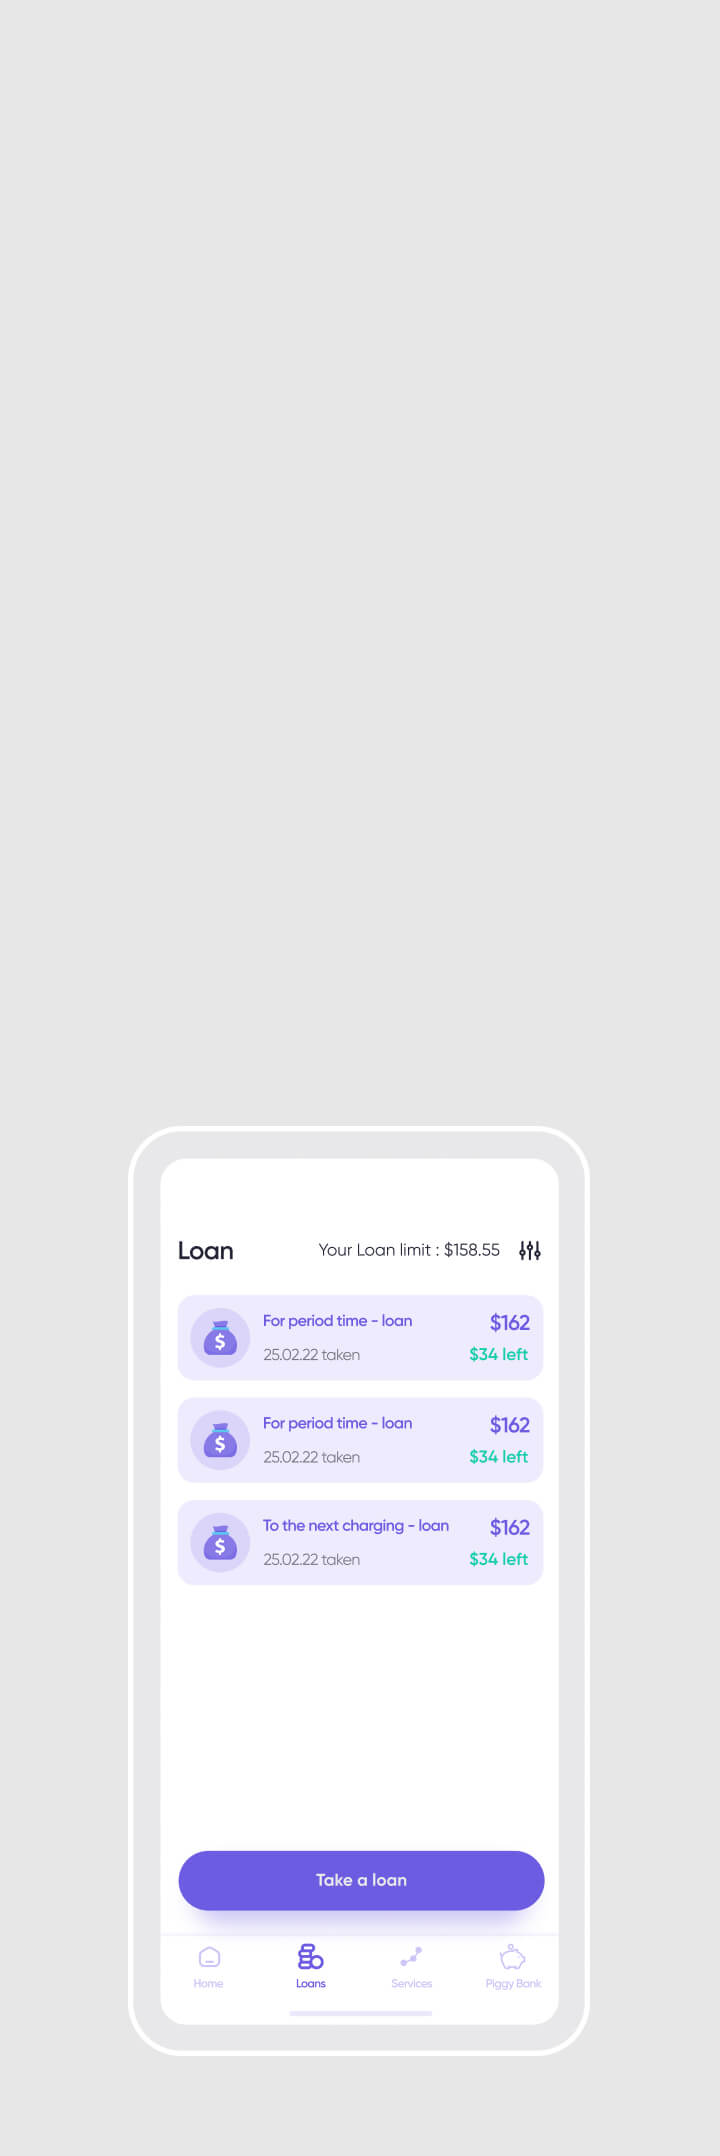 Loan
Your Loan limit : $158.55
For period time - loan
$162
25.02.22 taken
$34 left
For period time - loan
$162
25.02.22 taken
$34 left
To the next charging - loan
$162
25.02.22 taken
$34 left
Take a loan
Home
Loans
Services
Piggy Bank